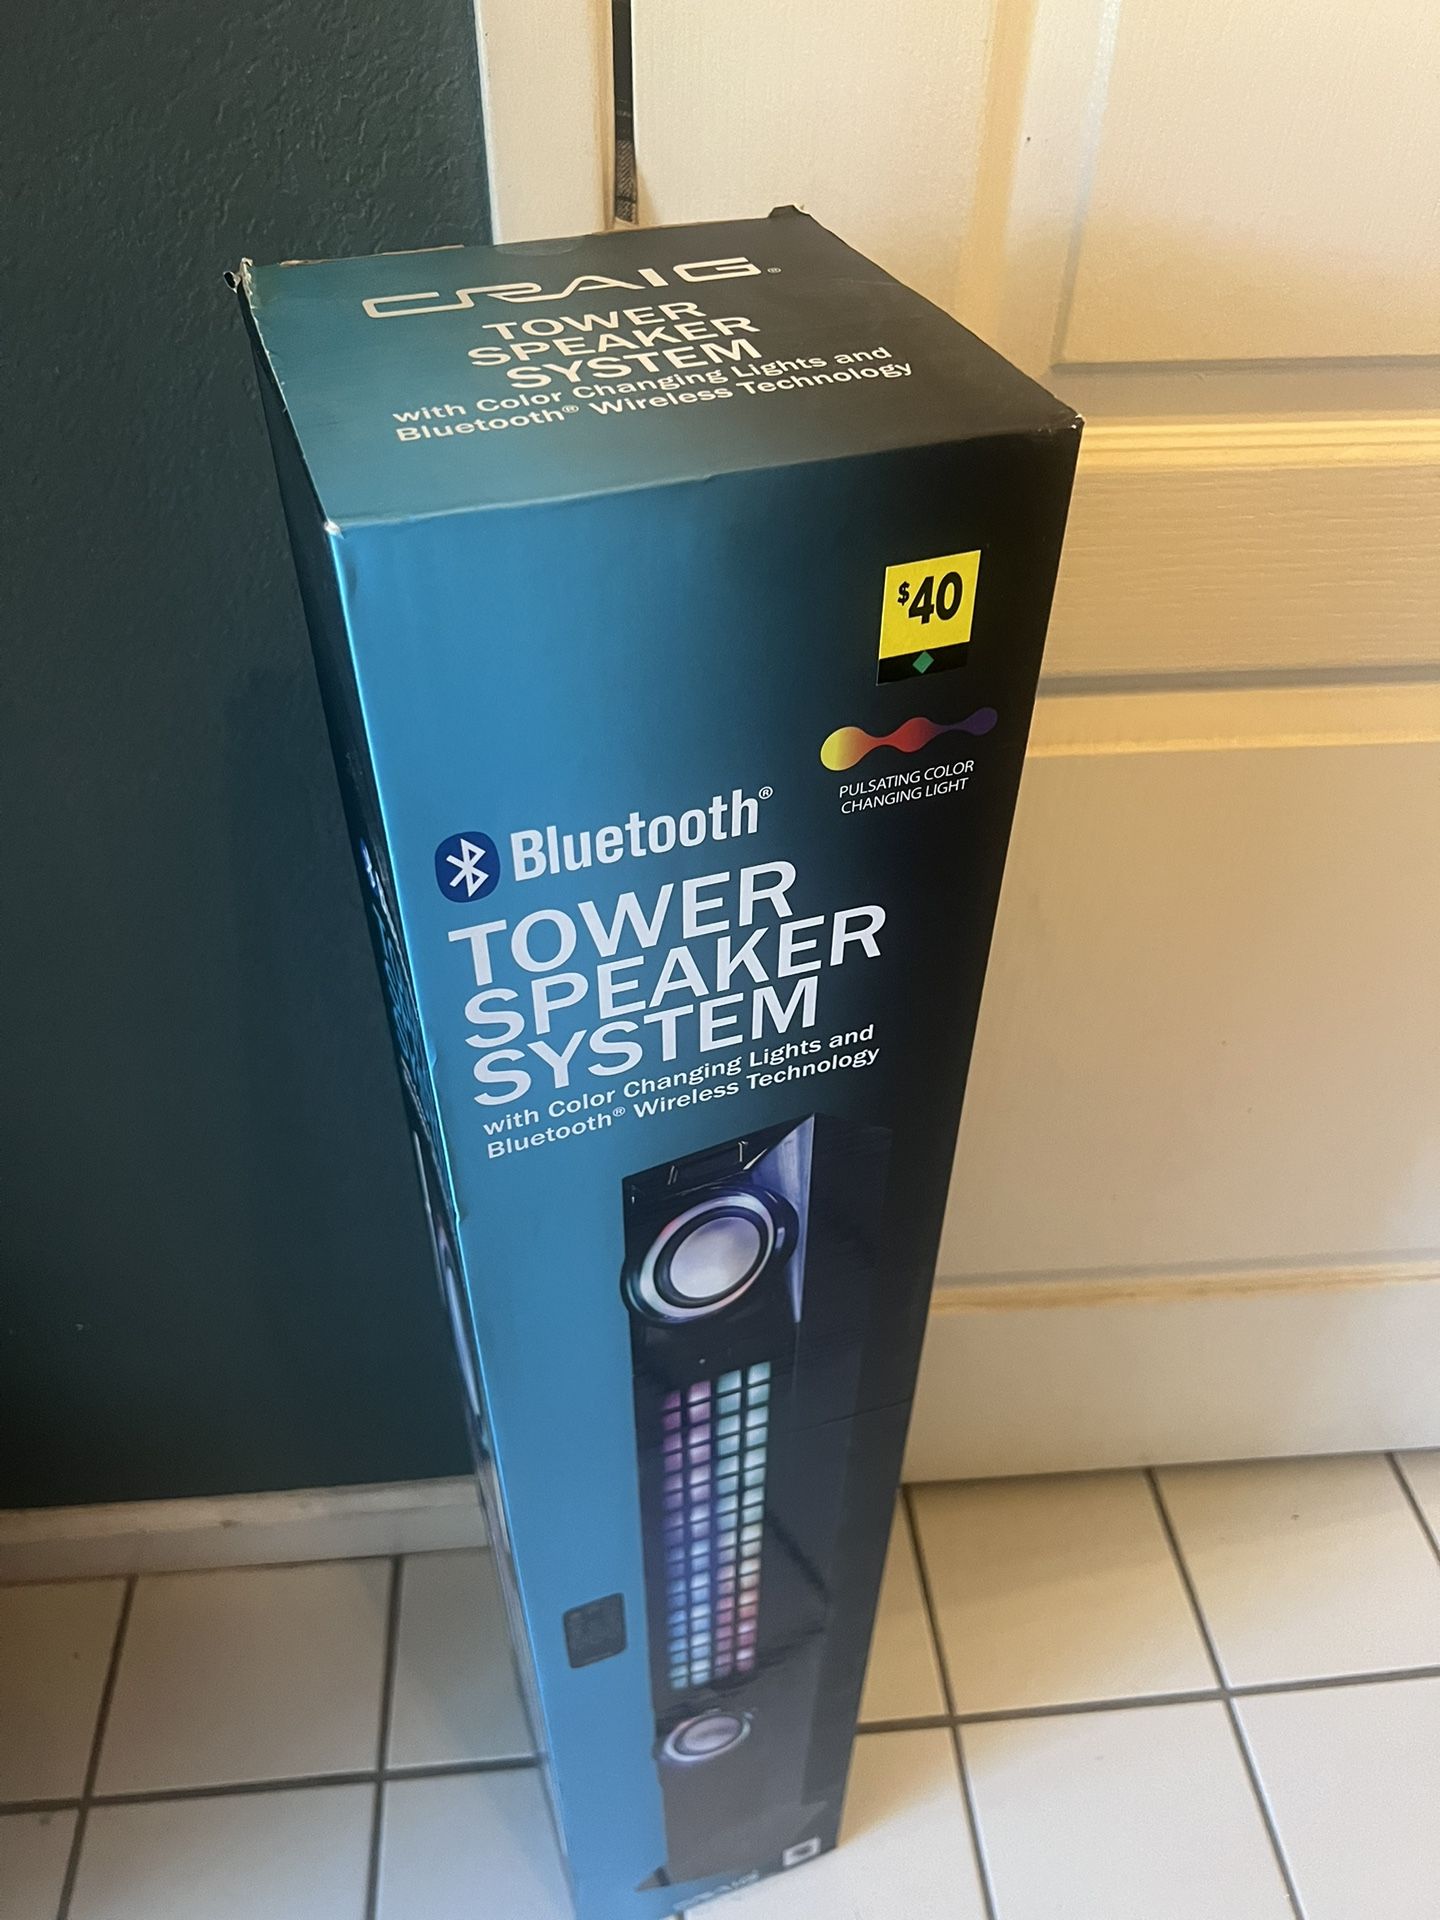 CRAIG®
TOWER
SPEAKER
SYSTEM
with Color Changing Lights and
Bluetooth® Wireless Technology
$40
PULSATING COLOR
CHANGING LIGHT
Bluetooth®
TOWER
SPEAKER
SYSTEM
with Color Changing Lights and
Bluetooth® Wireless Technology